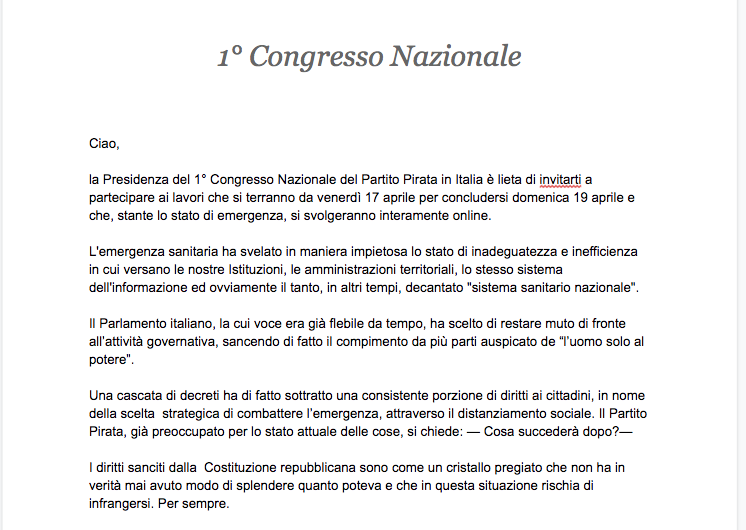 1° Congresso Nazionale
Ciao,
la Presidenza del 1° Congresso Nazionale del Partito Pirata in Italia è lieta di invitarti a
partecipare ai lavori che si terranno da venerdì 17 aprile per concludersi domenica 19 aprile e
che, stante lo stato di emergenza, si svolgeranno interamente online.
L'emergenza sanitaria ha svelato in maniera impietosa lo stato di inadeguatezza e inefficienza
in cui versano le nostre Istituzioni, le amministrazioni territoriali, lo stesso sistema
dell'informazione ed ovviamente il tanto, in altri tempi, decantato "sistema sanitario nazionale".
Il Parlamento italiano, la cui voce era già flebile da tempo, ha scelto di restare muto di fronte
all’attività governativa, sancendo di fatto il compimento da più parti auspicato de “l’uomo solo al
potere”.
Una cascata di decreti ha di fatto sottratto una consistente porzione di diritti ai cittadini, in nome
della scelta  strategica di combattere l’emergenza, attraverso il distanziamento sociale. Il Partito
Pirata, già preoccupato per lo stato attuale delle cose, si chiede: — Cosa succederà dopo?—
I diritti sanciti dalla  Costituzione repubblicana sono come un cristallo pregiato che non ha in
verità mai avuto modo di splendere quanto poteva e che in questa situazione rischia di
infrangersi. Per sempre.